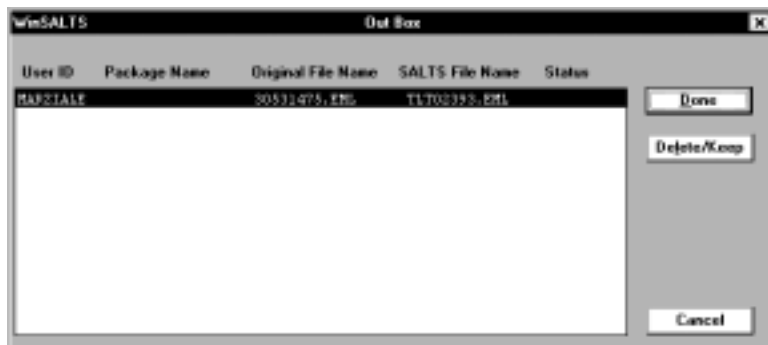 WinSALTS Out Box
User ID Package Name Original File Name SALTS File Name Status
MARZIALE 30531475.EML TLT02393.EML
Done
Delete/Keep
Cancel